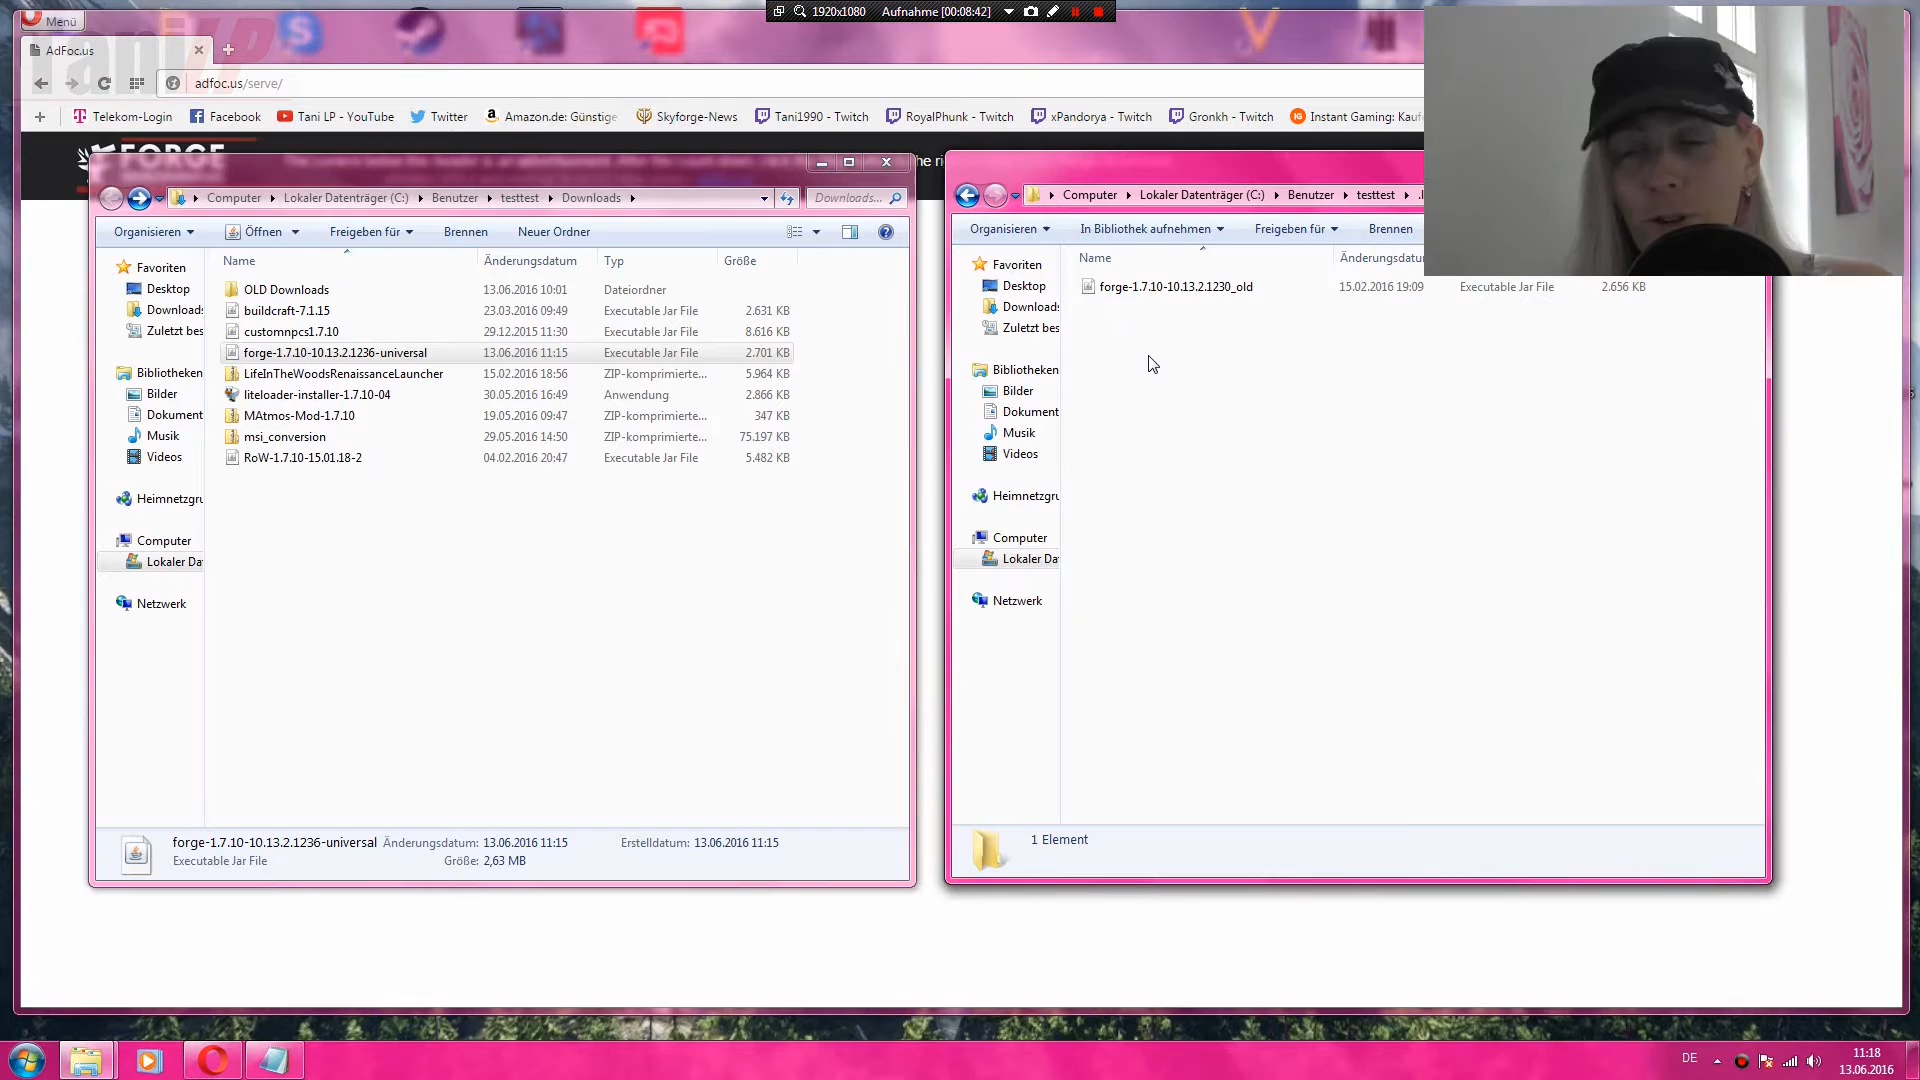 Menü
1920x1080 Aufnahme [00:08:42]
Tani LP
AdFoc.us
adfoc.us/serve/
Telekom-Login Facebook Tani LP - YouTube Twitter Amazon.de: Günstige Skyforge-News Tani1990 - Twitch RoyalPhunk - Twitch xPandorya - Twitch Gronkh - Twitch Instant Gaming: Kauf
FORGE
Computer Lokaler Datenträger (C:) Benutzer testtest Downloads
Downloads...
Organisieren Öffnen Freigeben für Brennen Neuer Ordner
Name Änderungsdatum Typ Größe
Favoriten
Desktop
Downloads
Zuletzt bes
Bibliotheken
Bilder
Dokument
Musik
Videos
Heimnetzgru
Computer
Lokaler Da
Netzwerk
OLD Downloads 13.06.2016 10:01 Dateiordner
buildcraft-7.1.15 23.03.2016 09:49 Executable Jar File 2.631 KB
customnpcs1.7.10 29.12.2015 11:30 Executable Jar File 8.616 KB
forge-1.7.10-10.13.2.1236-universal 13.06.2016 11:15 Executable Jar File 2.701 KB
LifeInTheWoodsRenaissanceLauncher 15.02.2016 18:56 ZIP-komprimierte... 5.964 KB
liteloader-installer-1.7.10-04 30.05.2016 16:49 Anwendung 2.866 KB
MAtmos-Mod-1.7.10 19.05.2016 09:47 ZIP-komprimierte... 347 KB
msi_conversion 29.05.2016 14:50 ZIP-komprimierte... 75.197 KB
RoW-1.7.10-15.01.18-2 04.02.2016 20:47 Executable Jar File 5.482 KB
forge-1.7.10-10.13.2.1236-universal Änderungsdatum: 13.06.2016 11:15 Erstelldatum: 13.06.2016 11:15
Executable Jar File Größe: 2,63 MB
Computer Lokaler Datenträger (C:) Benutzer testtest
Organisieren In Bibliothek aufnehmen Freigeben für Brennen
Name Änderungsdatu
Favoriten
Desktop
Downloads
Zuletzt bes
Bibliotheken
Bilder
Dokument
Musik
Videos
Heimnetzgru
Computer
Lokaler Da
Netzwerk
forge-1.7.10-10.13.2.1230_old 15.02.2016 19:09 Executable Jar File 2.656 KB
1 Element
DE
11:18
13.06.2016